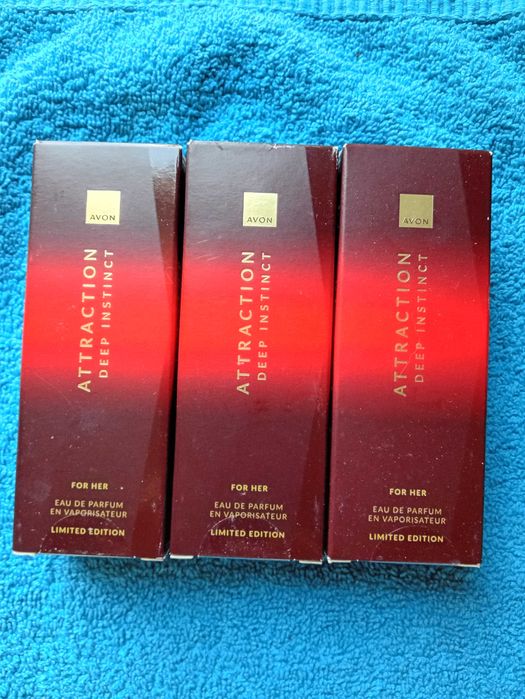 AVON
ATTRACTION
DEEP INSTINCT
FOR HER
EAU DE PARFUM
EN VAPORISATEUR
LIMITED EDITION
AVON
ATTRACTION
DEEP INSTINCT
FOR HER
EAU DE PARFUM
EN VAPORISATEUR
LIMITED EDITION
AVON
ATTRACTION
DEEP INSTINCT
FOR HER
EAU DE PARFUM
EN VAPORISATEUR
LIMITED EDITION